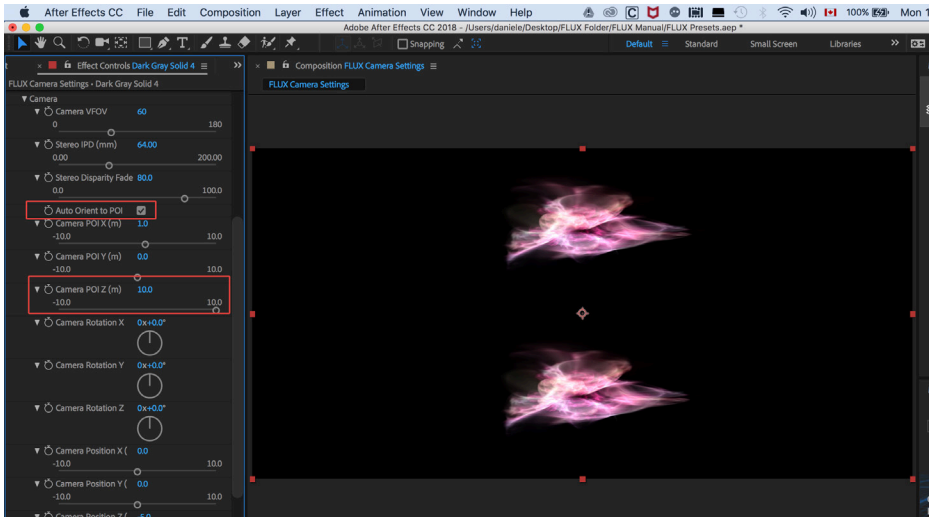 After Effects CC File Edit Composition Layer Effect Animation View Window Help 100% Mon 1
Adobe After Effects CC 2018 - /Users/daniele/Desktop/FLUX Folder/FLUX Manual/FLUX Presets.aep *
Snapping Default Standard Small Screen Libraries
Effect Controls Dark Gray Solid 4 Composition FLUX Camera Settings
FLUX Camera Settings • Dark Gray Solid 4 FLUX Camera Settings
Camera
Camera VFOV 60
0 180
Stereo IPD (mm) 64.00
0.00 200.00
Stereo Disparity Fade 80.0
0.0 100.0
Auto Orient to POI
Camera POI X (m) 1.0
-10.0 10.0
Camera POI Y (m) 0.0
-10.0 10.0
Camera POI Z (m) 10.0
-10.0 10.0
Camera Rotation X 0x+0.0°
Camera Rotation Y 0x+0.0°
Camera Rotation Z 0x+0.0°
Camera Position X ( 0.0
-10.0 10.0
Camera Position Y ( 0.0
-10.0 10.0
Camera Position Z ( -5.0